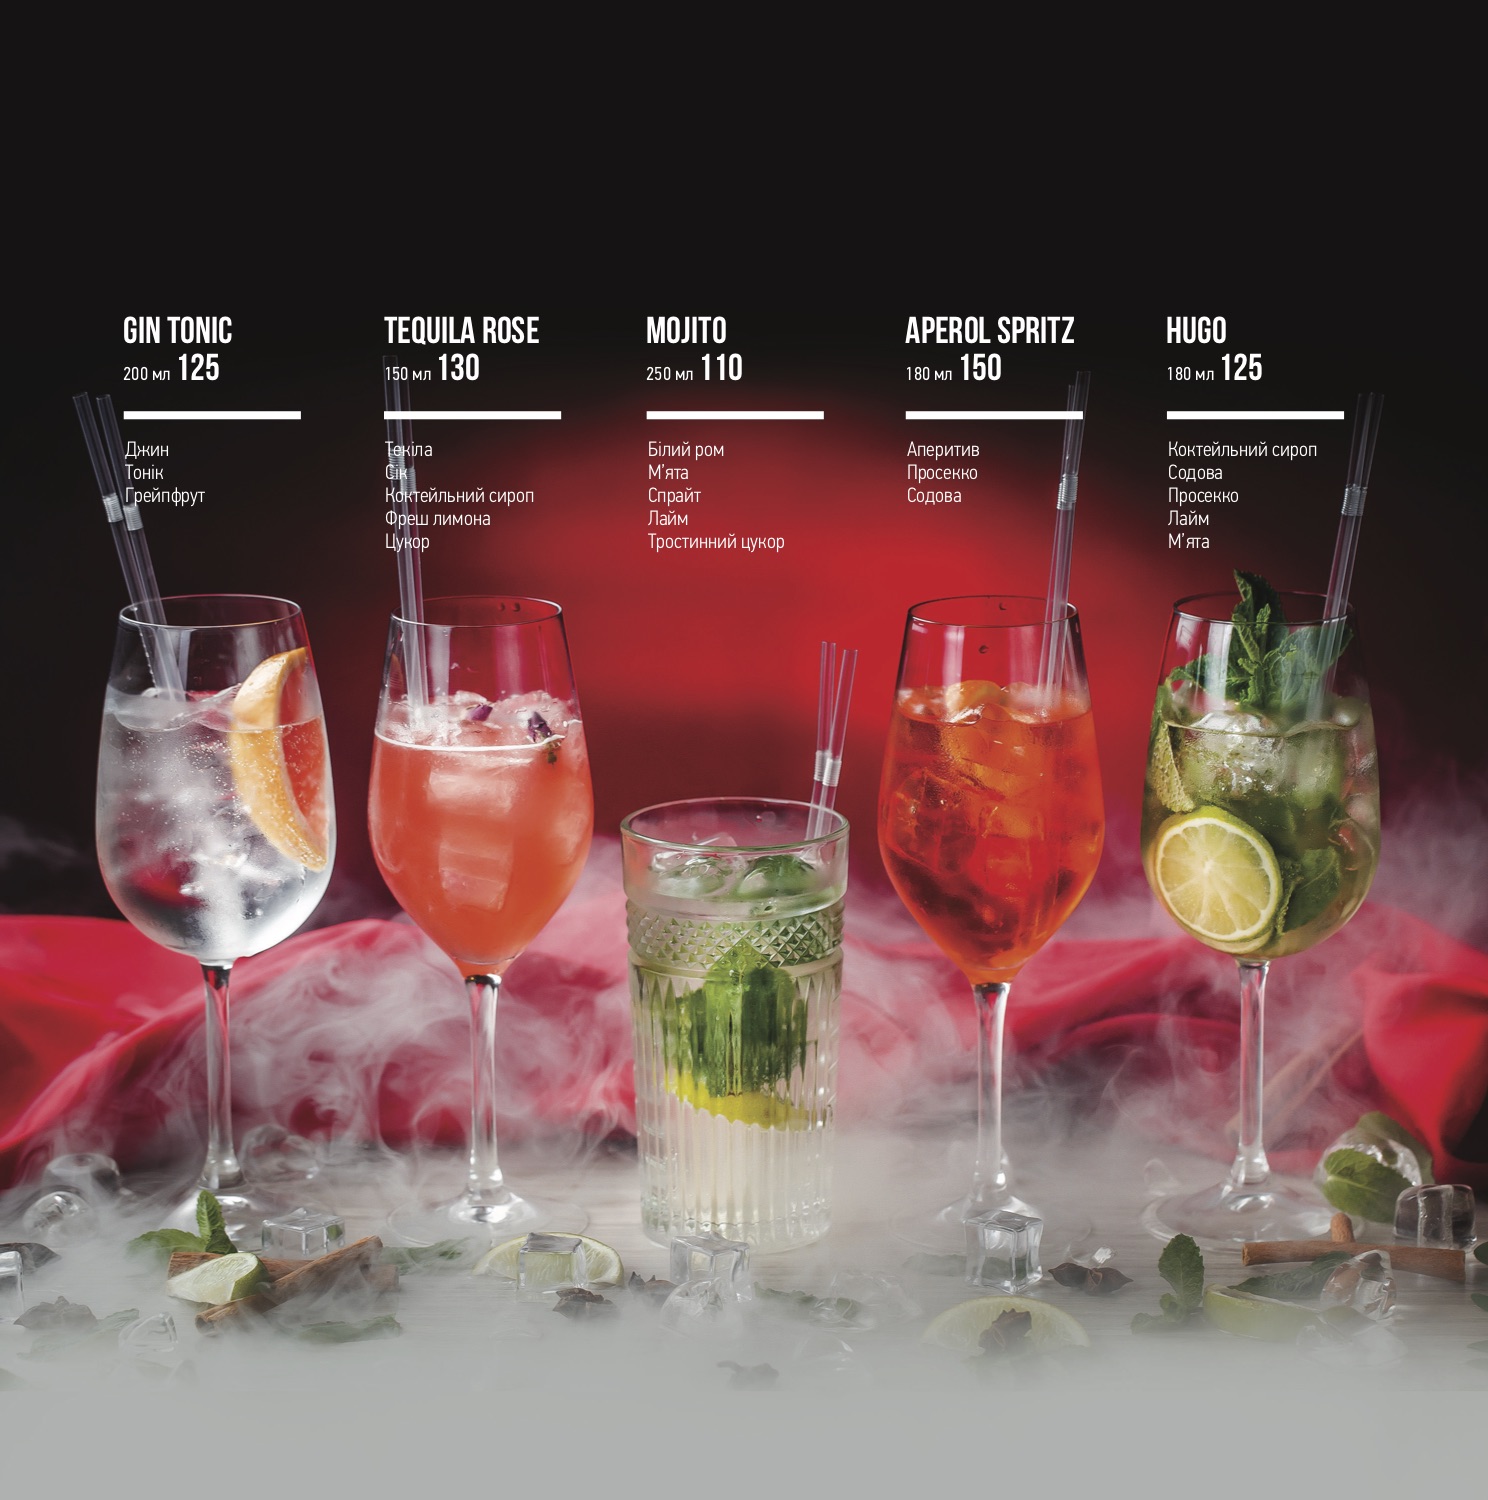 GIN TONIC
200 мл 125
Джин
Тонік
Грейпфрут
TEQUILA ROSE
150 мл 130
Текіла
Сік
Коктейльний сироп
Фреш лимона
Цукор
MOJITO
250 мл 110
Білий ром
М'ята
Спрайт
Лайм
Тростинний цукор
APEROL SPRITZ
180 мл 150
Аперитив
Просекко
Содова
HUGO
180 мл 125
Коктейльний сироп
Содова
Просекко
Лайм
М'ята